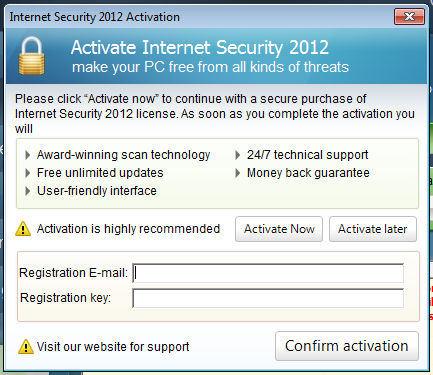 Internet Security 2012 Activation
Activate Internet Security 2012
make your PC free from all kinds of threats
Please click “Activate now” to continue with a secure purchase of
Internet Security 2012 license. As soon as you complete the activation you
will
Award-winning scan technology
24/7 technical support
Free unlimited updates
Money back guarantee
User-friendly interface
Activation is highly recommended
Activate Now
Activate later
Registration E-mail:
Registration key:
Visit our website for support
Confirm activation